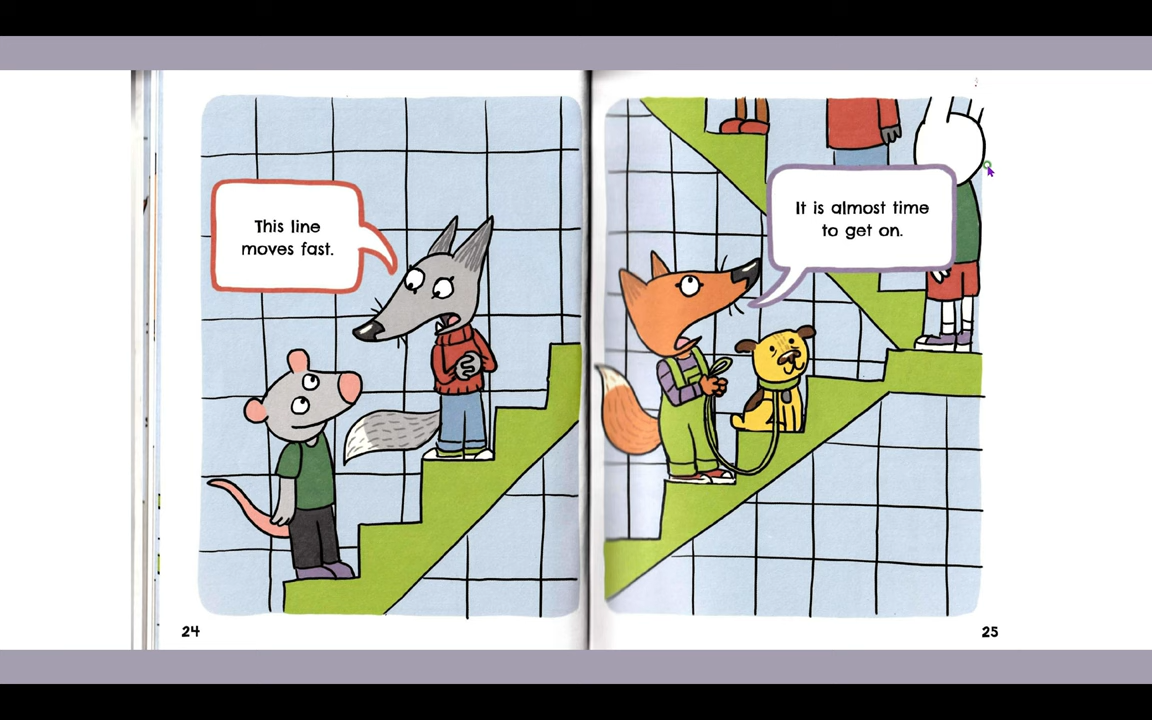 This line
moves fast.
It is almost time
to get on.
24
25